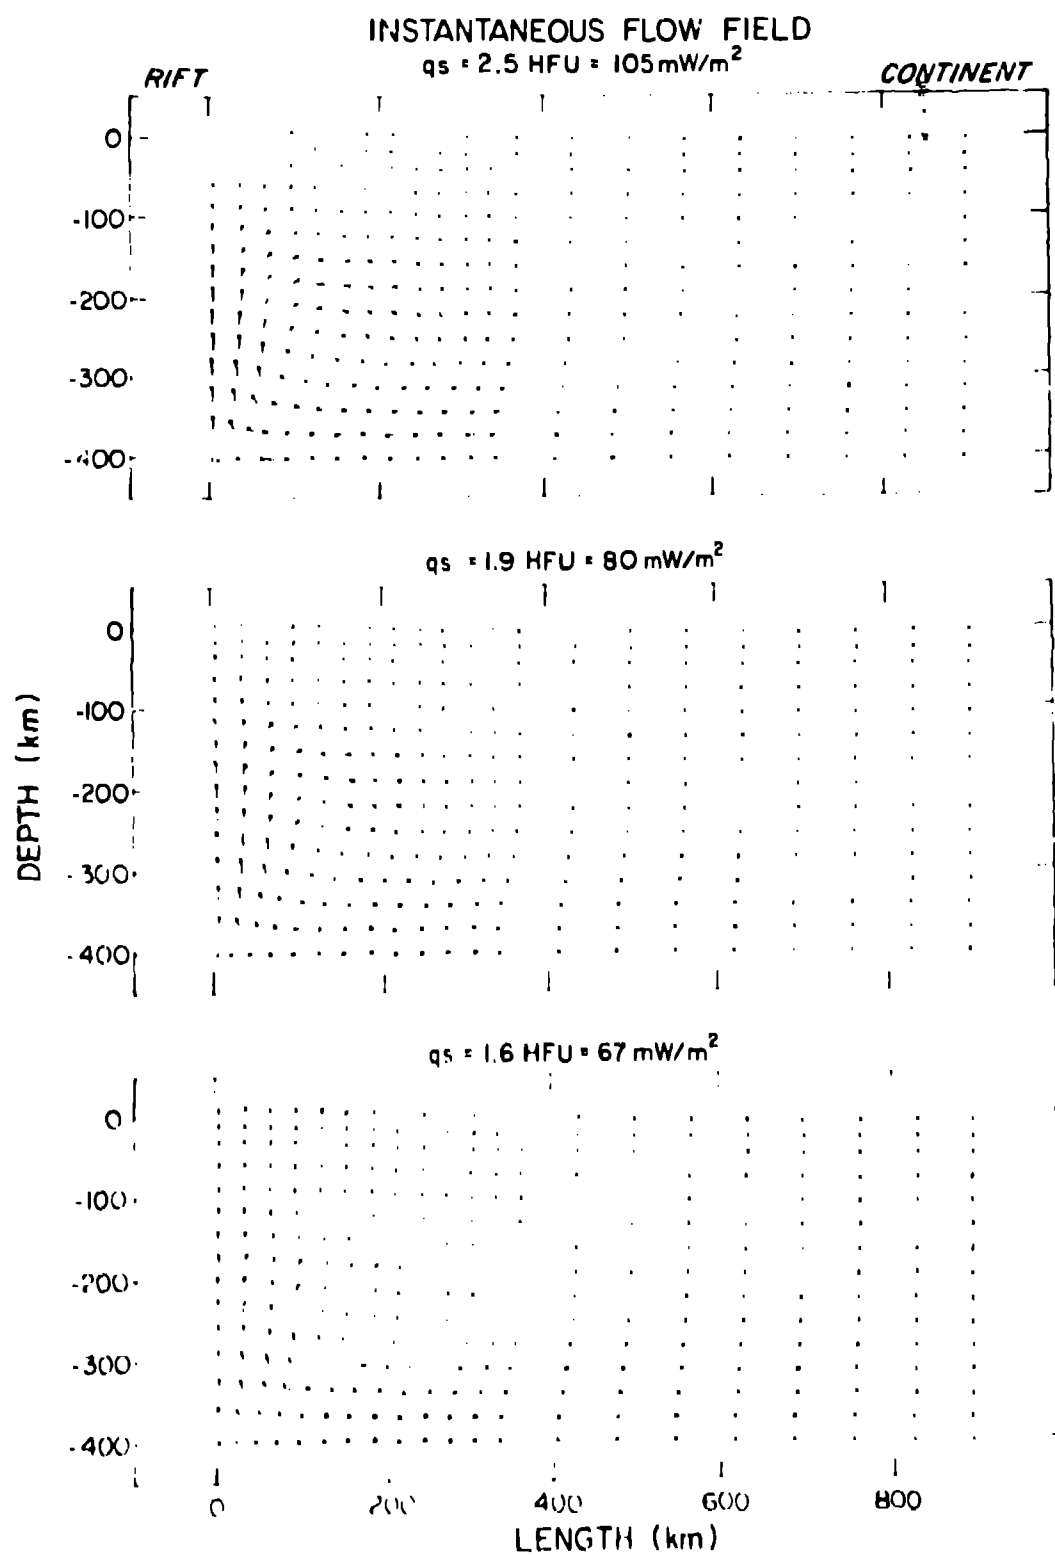 INSTANTANEOUS FLOW FIELD
qs = 2.5 HFU = 105 mW/m²
RIFT
CONTINENT
0
-100
-200
-300
-400
qs = 1.9 HFU = 80 mW/m²
0
-100
-200
-300
-400
DEPTH (km)
qs = 1.6 HFU = 67 mW/m²
0
-100
-200
-300
-400
0 200 400 600 800
LENGTH (km)